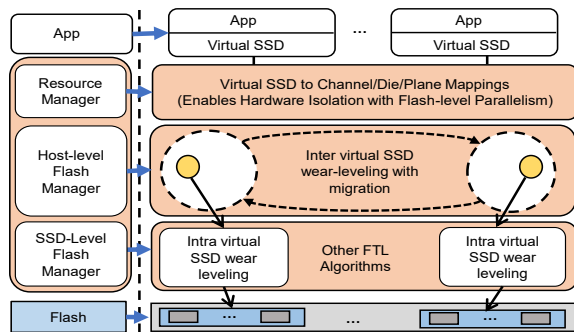 App
App
Virtual SSD
...
App
Virtual SSD
Resource
Manager
Virtual SSD to Channel/Die/Plane Mappings
(Enables Hardware Isolation with Flash-level Parallelism)
Host-level
Flash
Manager
Inter virtual SSD
wear-leveling with
migration
SSD-Level
Flash
Manager
Intra virtual
SSD wear
leveling
Other FTL
Algorithms
Intra virtual
SSD wear
leveling
Flash
...
...
...